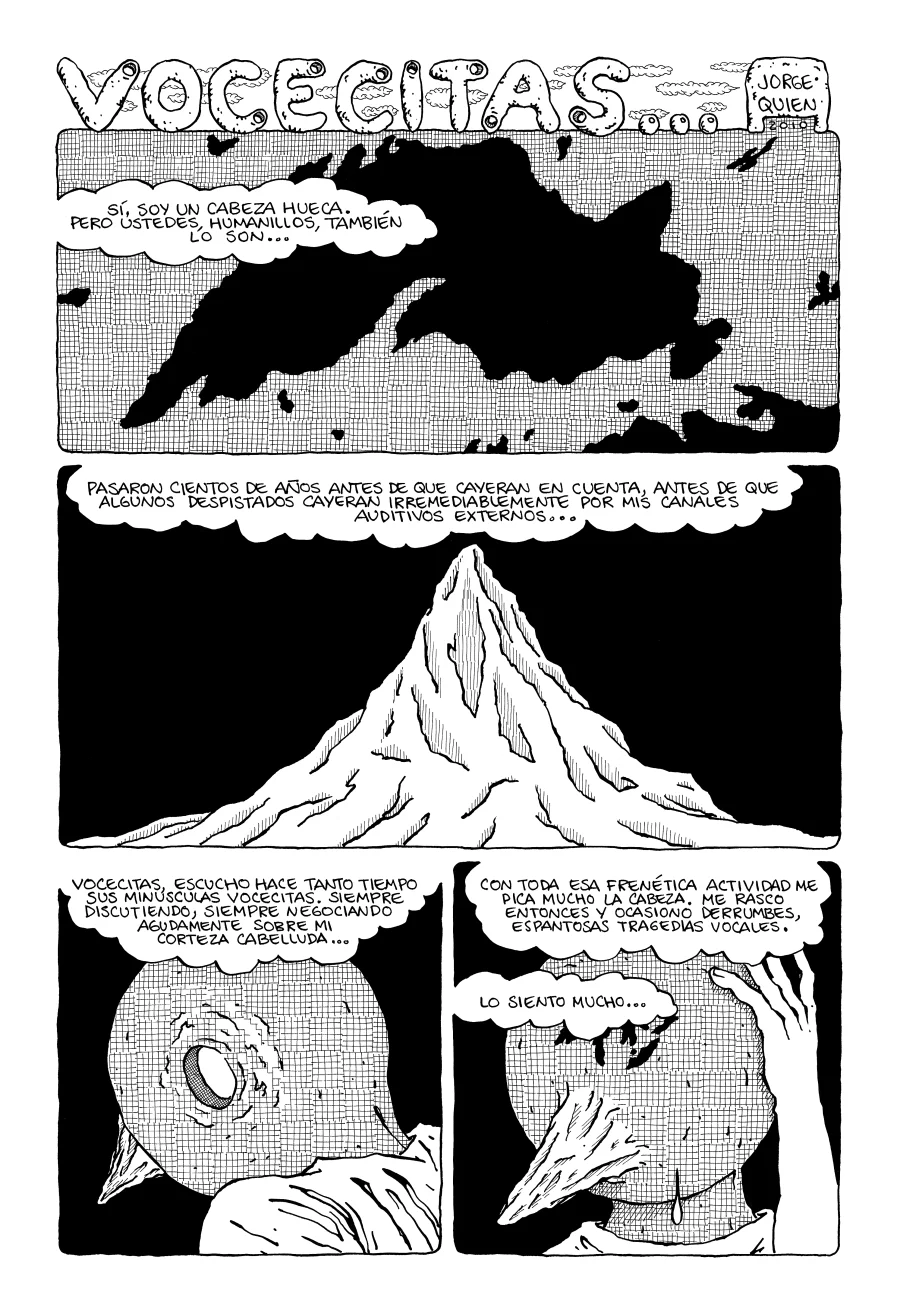 VOCECITAS...
JORGE
QUIEN
2010
SÍ, SOY UN CABEZA HUECA.
PERO USTEDES, HUMANILLOS, TAMBIÉN
LO SON...
PASARON CIENTOS DE AÑOS ANTES DE QUE CAYERAN EN CUENTA, ANTES DE QUE
ALGUNOS DESPISTADOS CAYERAN IRREMEDIABLEMENTE POR MIS CANALES
AUDITIVOS EXTERNOS...
VOCECITAS, ESCUCHO HACE TANTO TIEMPO
SUS MINÚSCULAS VOCECITAS. SIEMPRE
DISCUTIENDO, SIEMPRE NEGOCIANDO
AGUDAMENTE SOBRE MI
CORTEZA CABELLUDA...
CON TODA ESA FRENÉTICA ACTIVIDAD ME
PICA MUCHO LA CABEZA. ME RASCO
ENTONCES Y OCASIONO DERRUMBES,
ESPANTOSAS TRAGEDIAS VOCALES.
LO SIENTO MUCHO...